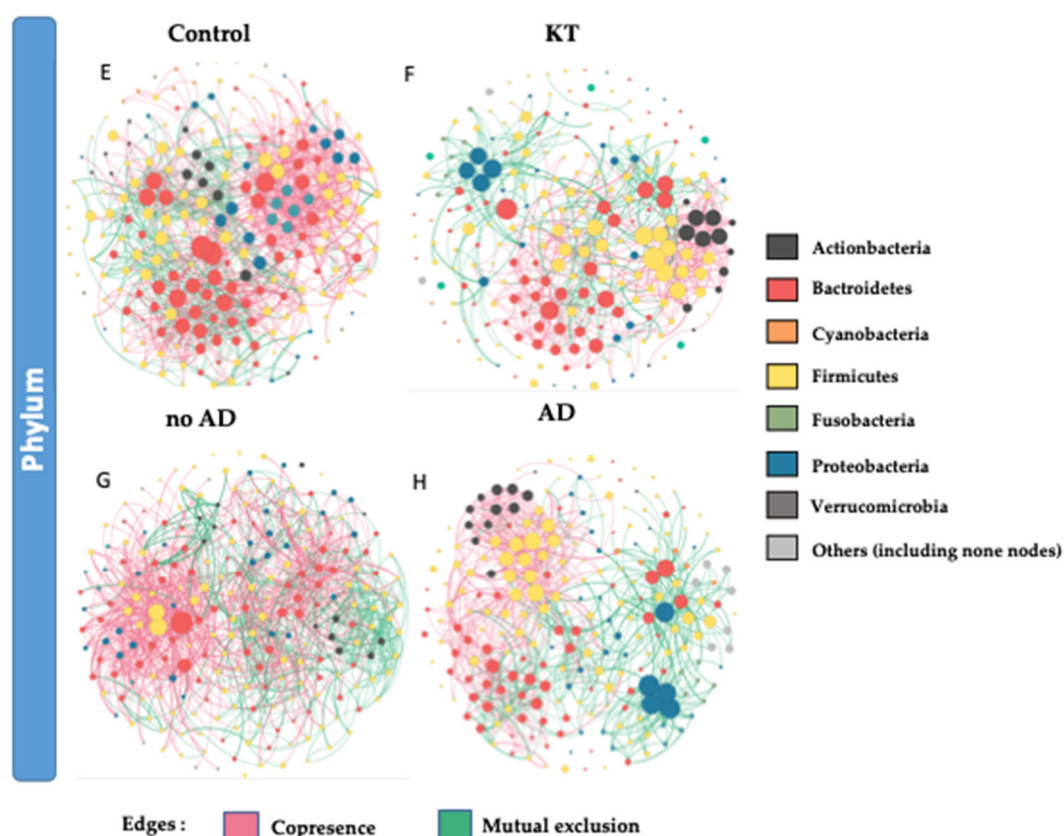 Phylum
Control
KT
E
F
no AD
AD
G
H
Actionbacteria
Bactroidetes
Cyanobacteria
Firmicutes
Fusobacteria
Proteobacteria
Verrucomicrobia
Others (including none nodes)
Edges : Copresence Mutual exclusion